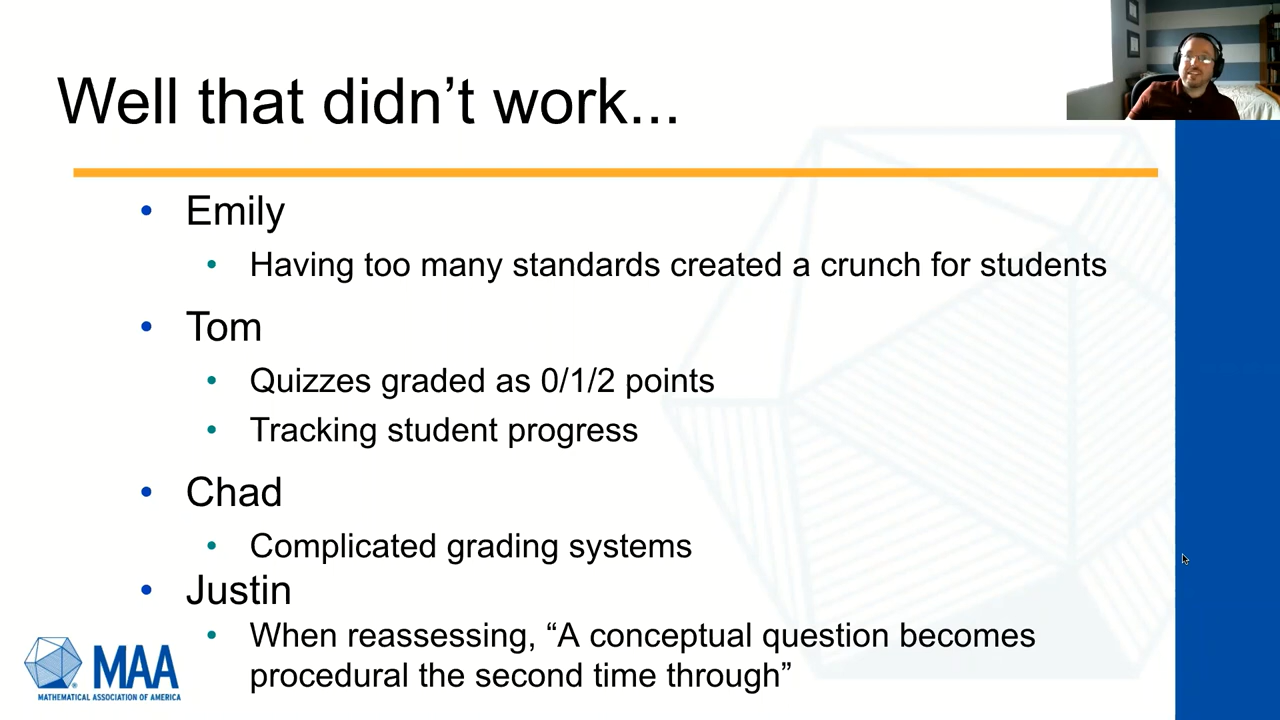 Well that didn’t work...
• Emily
• Having too many standards created a crunch for students
• Tom
• Quizzes graded as 0/1/2 points
• Tracking student progress
• Chad
• Complicated grading systems
• Justin
• When reassessing, “A conceptual question becomes
procedural the second time through”
MAA
MATHEMATICAL ASSOCIATION OF AMERICA